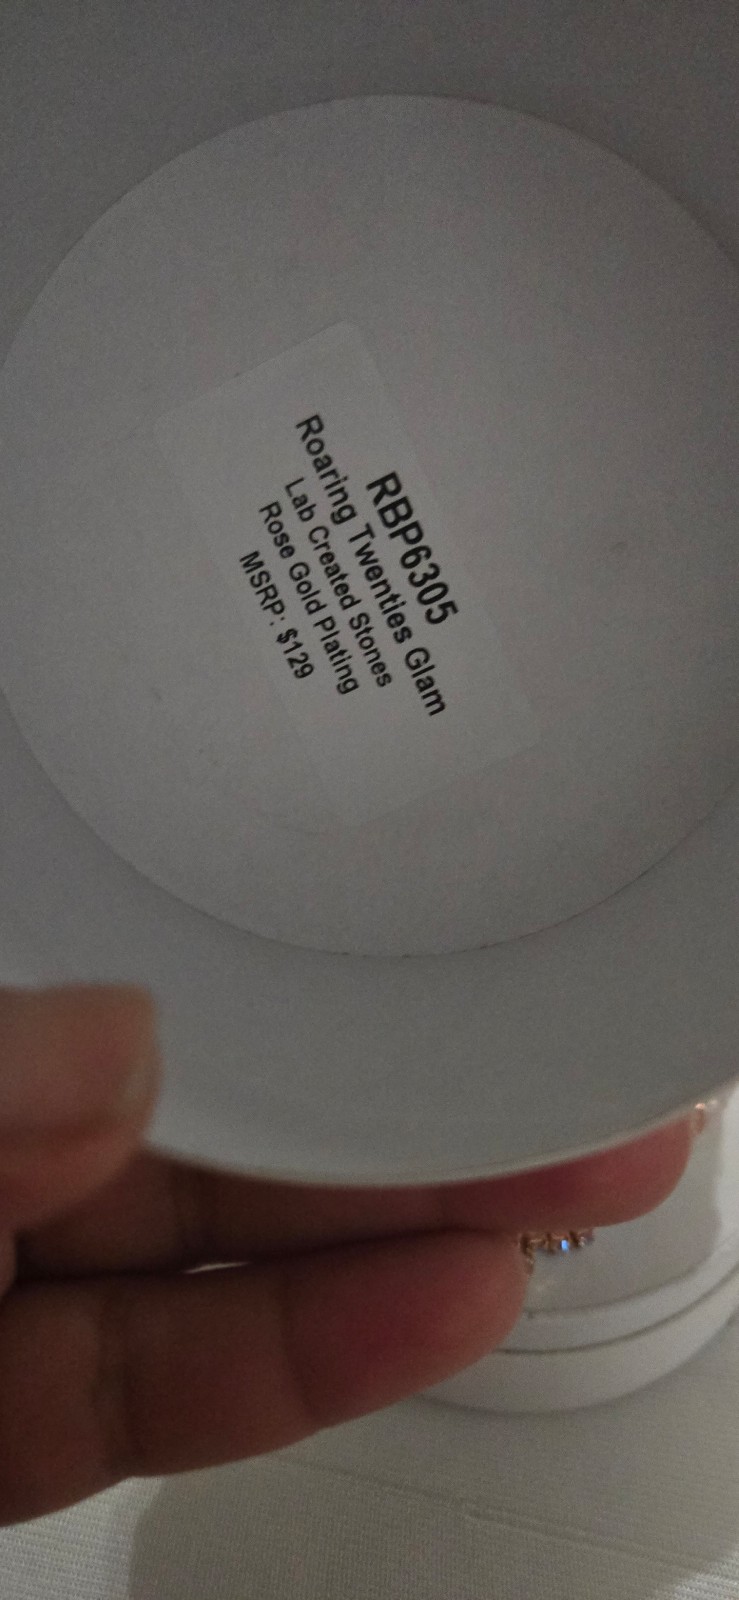 RBP6305
Roaring Twenties Glam
Lab Created Stones
Rose Gold Plating
MSRP: $129